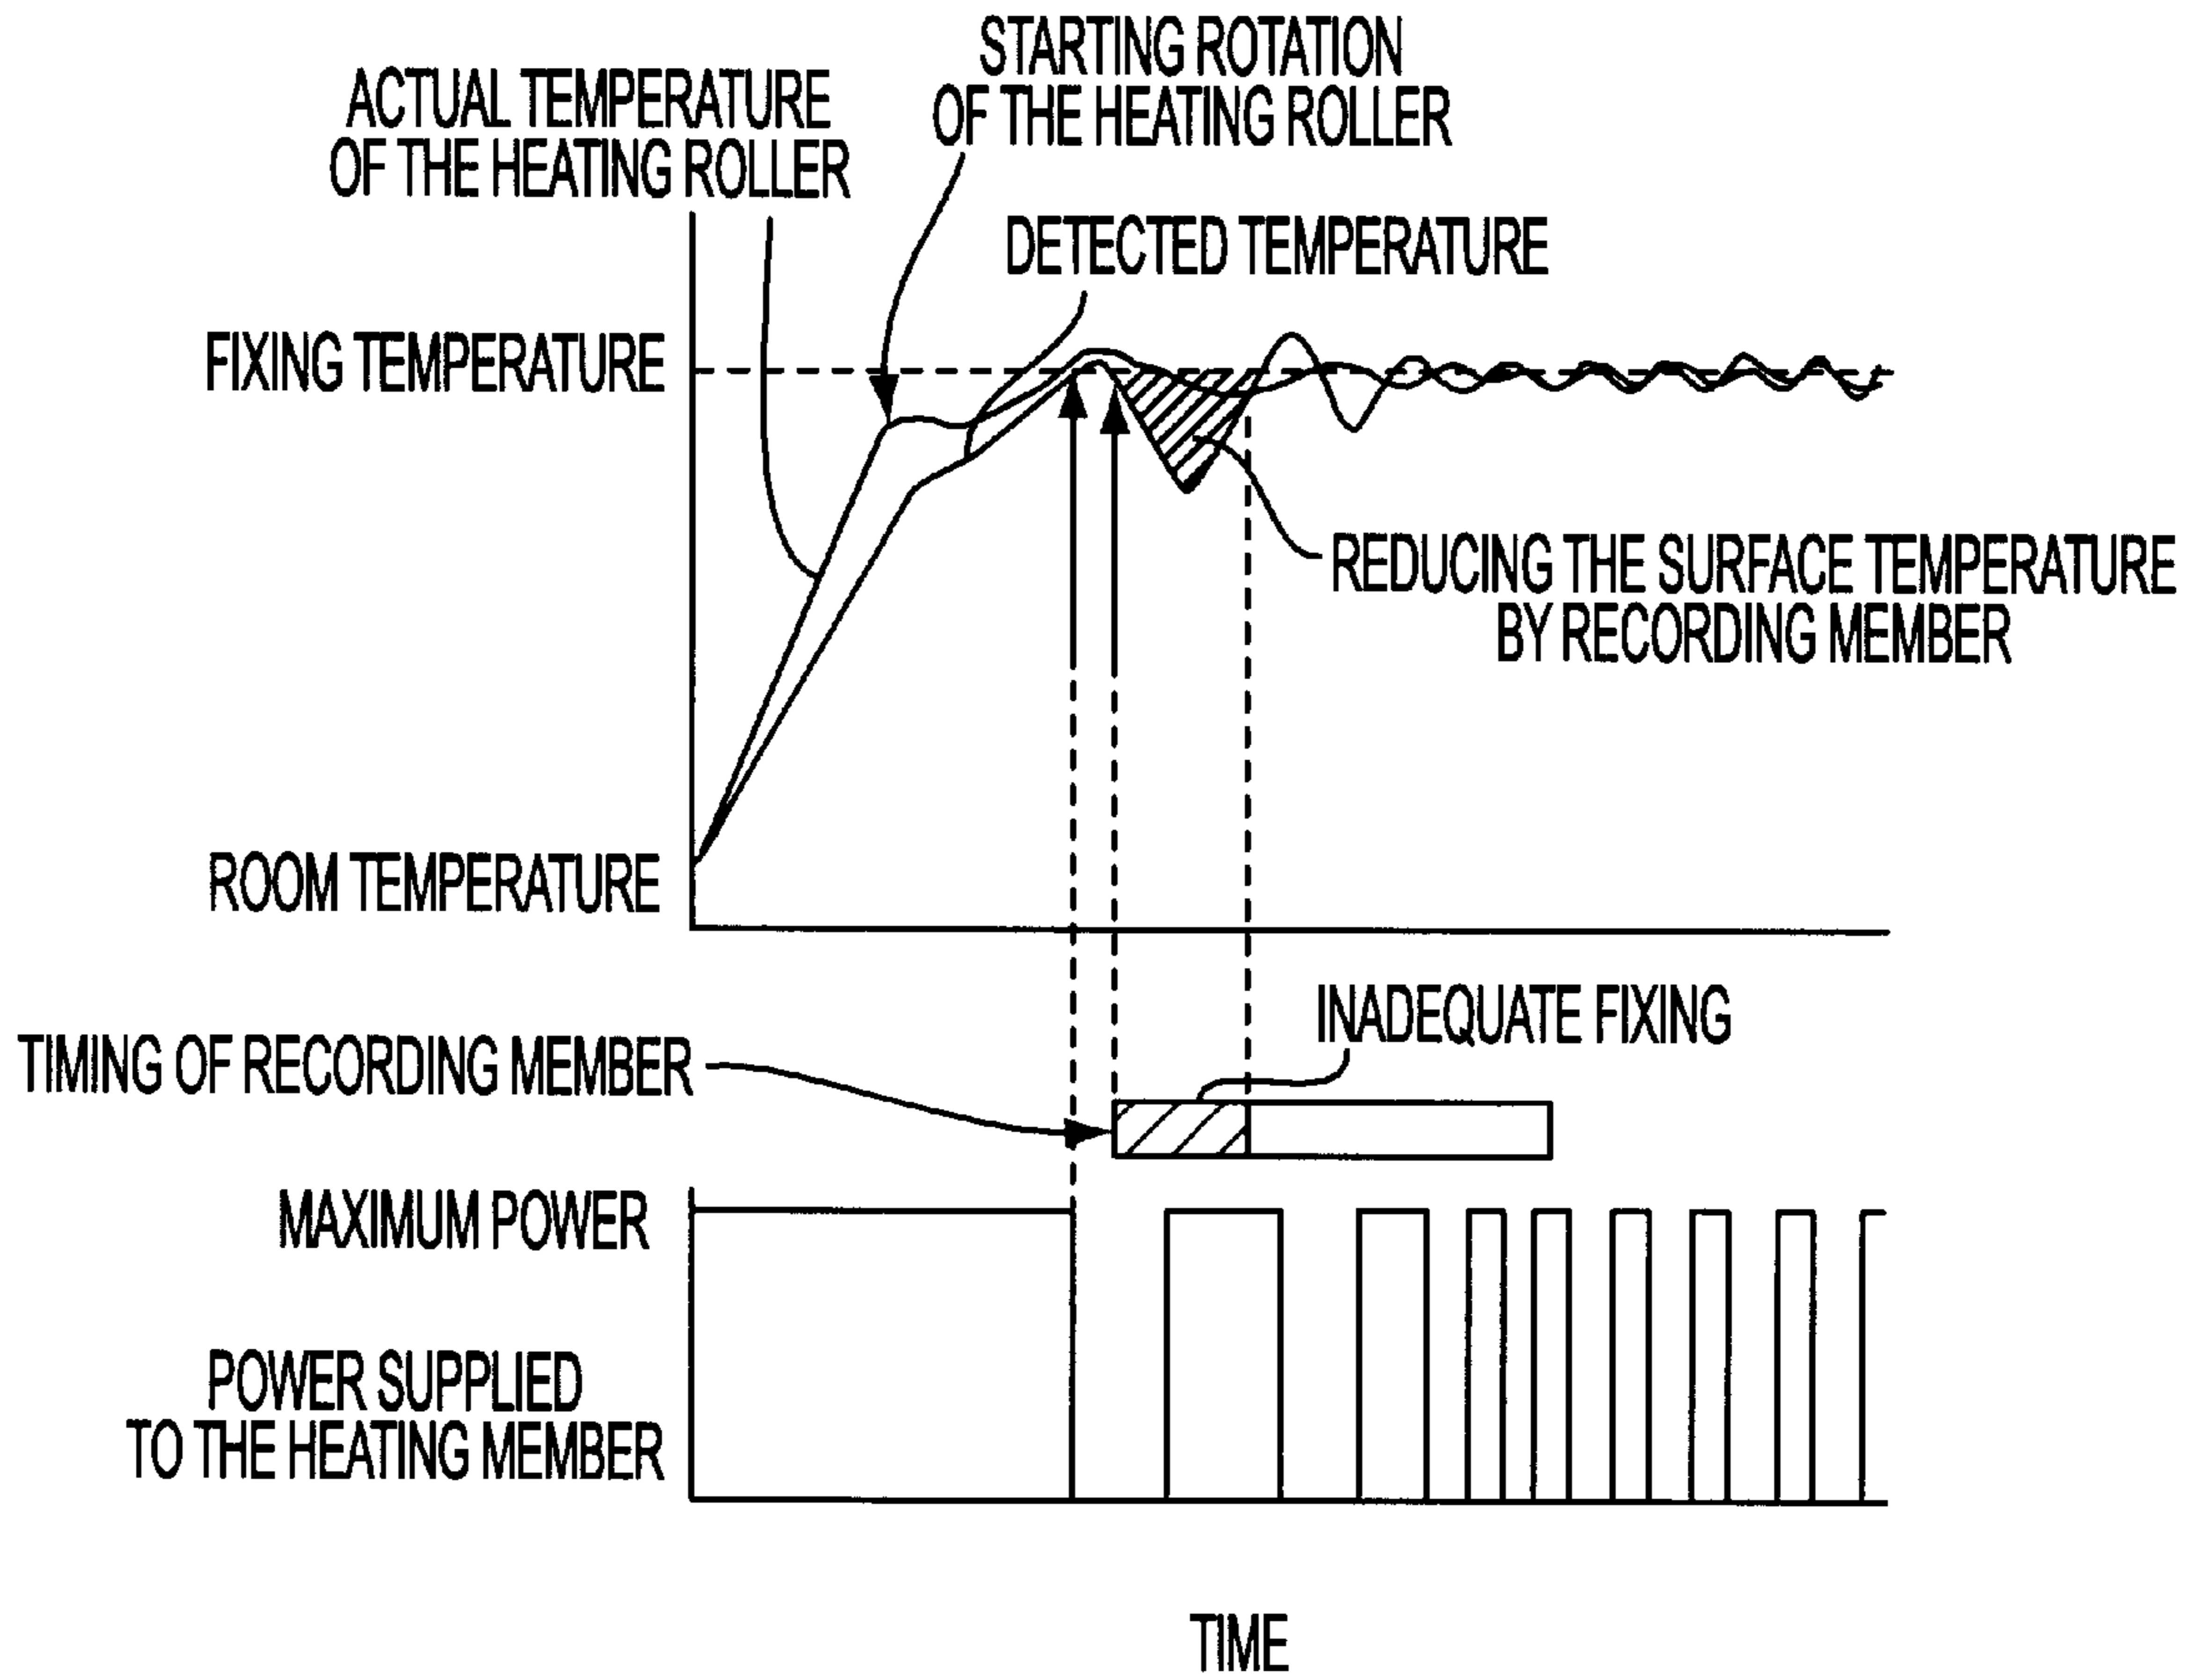 STARTING ROTATION
OF THE HEATING ROLLER
ACTUAL TEMPERATURE
OF THE HEATING ROLLER
DETECTED TEMPERATURE
FIXING TEMPERATURE
REDUCING THE SURFACE TEMPERATURE
BY RECORDING MEMBER
ROOM TEMPERATURE
INADEQUATE FIXING
TIMING OF RECORDING MEMBER
MAXIMUM POWER
POWER SUPPLIED
TO THE HEATING MEMBER
TIME